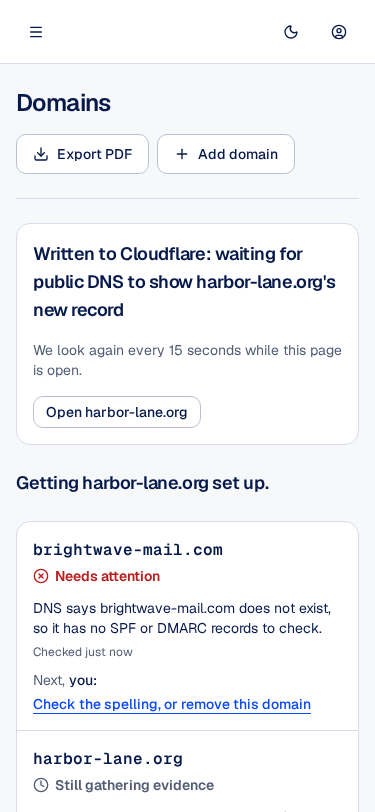 Domains
Export PDF
Add domain
Written to Cloudflare: waiting for
public DNS to show harbor-lane.org's
new record
We look again every 15 seconds while this page
is open.
Open harbor-lane.org
Getting harbor-lane.org set up.
brightwave-mail.com
Needs attention
DNS says brightwave-mail.com does not exist,
so it has no SPF or DMARC records to check.
Checked just now
Next, you:
Check the spelling, or remove this domain
harbor-lane.org
Still gathering evidence